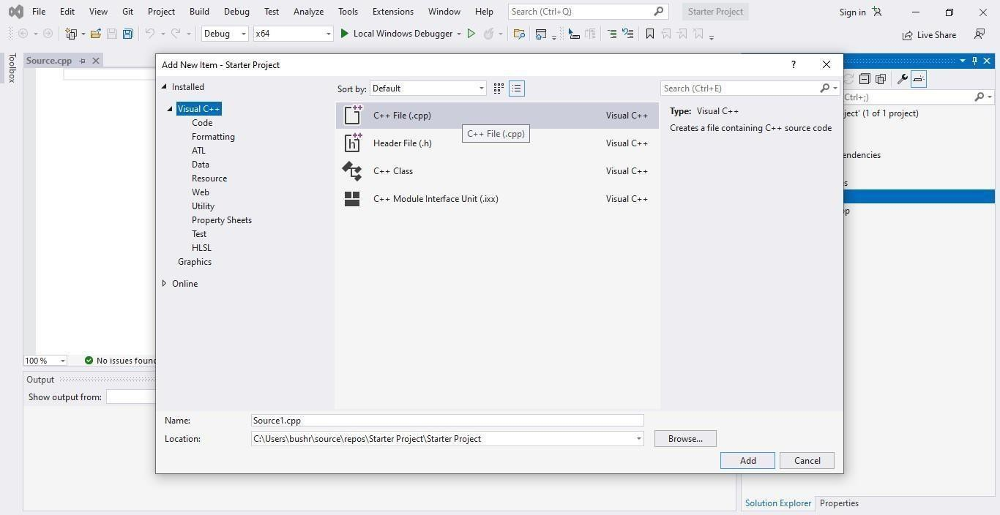 File Edit View Git Project Build Debug Test Analyze Tools Extensions Window Help Search (Ctrl+Q) Starter Project Sign in
Debug x64 Local Windows Debugger Live Share
Toolbox
Source.cpp
Add New Item - Starter Project ?
Installed
Sort by: Default
Search (Ctrl+E)
Visual C++
Code
Formatting
ATL
Data
Resource
Web
Utility
Property Sheets
Test
HLSL
Graphics
Online
C++ File (.cpp) Visual C++
C++ File (.cpp)
Header File (.h) Visual C++
C++ Class Visual C++
C++ Module Interface Unit (.ixx) Visual C++
Type: Visual C++
Creates a file containing C++ source code
Ctrl+;)
ject' (1 of 1 project)
endencies
s
pp
100 % No issues found
Output
Show output from:
Name: Source1.cpp
Location: C:\Users\bushr\source\repos\Starter Project\Starter Project Browse...
Add Cancel
Solution Explorer Properties